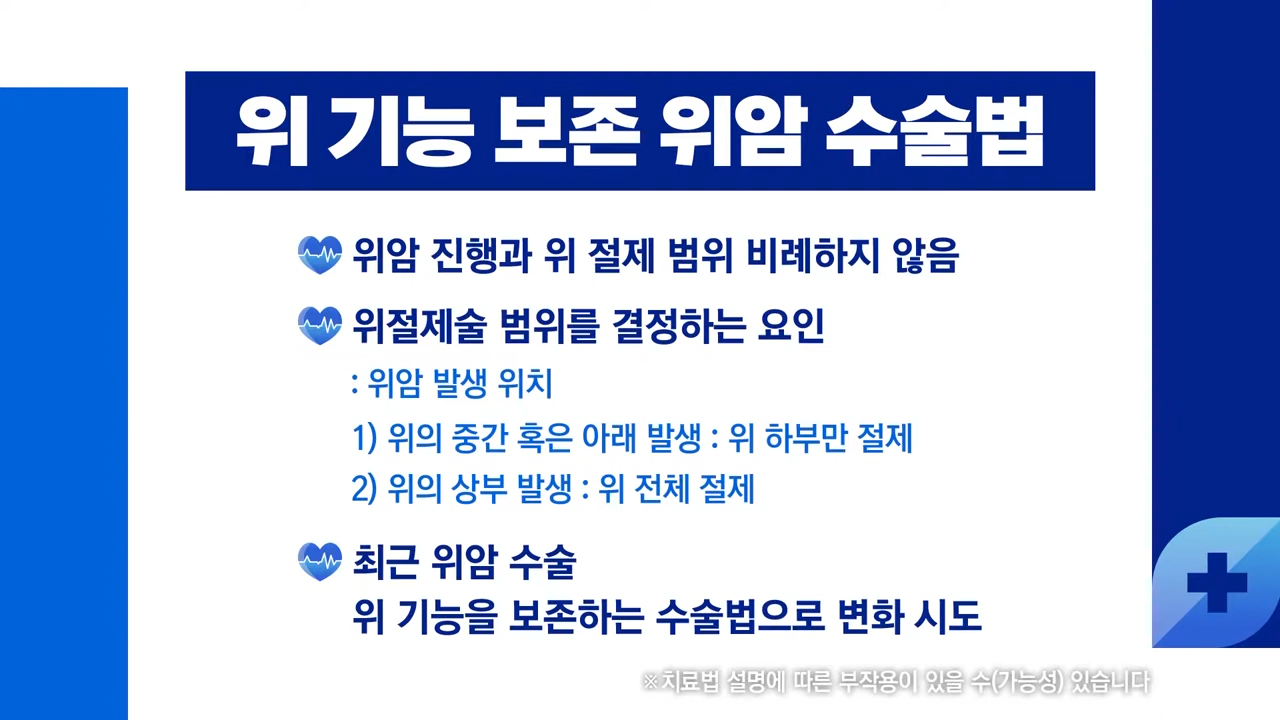 위 기능 보존 위암 수술법
위암 진행과 위 절제 범위 비례하지 않음
위절제술 범위를 결정하는 요인
: 위암 발생 위치
1) 위의 중간 혹은 아래 발생 : 위 하부만 절제
2) 위의 상부 발생 : 위 전체 절제
최근 위암 수술
위 기능을 보존하는 수술법으로 변화 시도
※치료법 설명에 따른 부작용이 있을 수(가능성) 있습니다